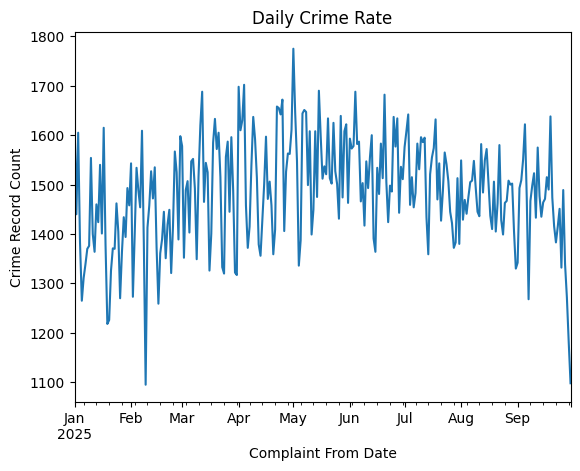 Daily Crime Rate
1800
1700
1600
1500
1400
1300
1200
1100
Crime Record Count
Jan Feb Mar Apr May Jun Jul Aug Sep
2025
Complaint From Date